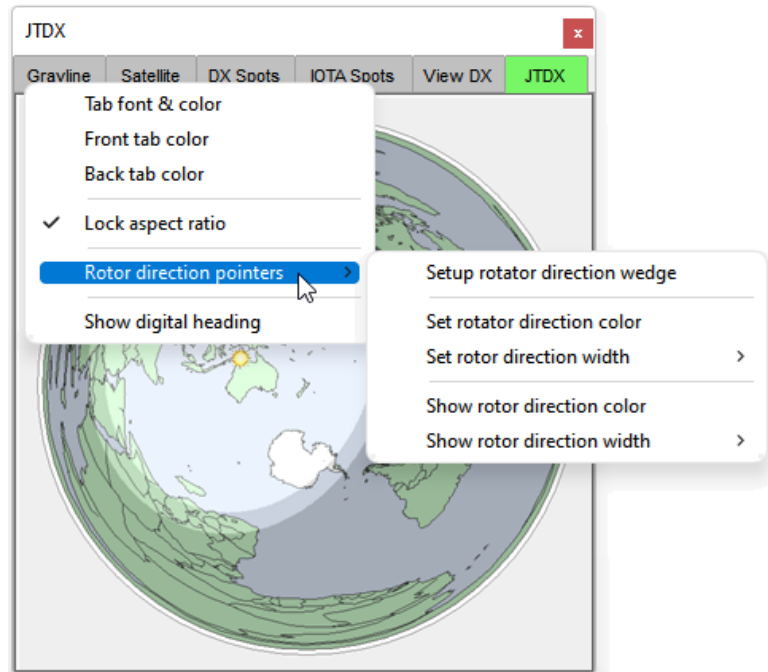 JTDX
x
Grayline Satellite DX Spots IOTA Spots View DX JTDX
Tab font & color
Front tab color
Back tab color
Lock aspect ratio
Rotor direction pointers
Show digital heading
Setup rotator direction wedge
Set rotator direction color
Set rotor direction width
Show rotor direction color
Show rotor direction width